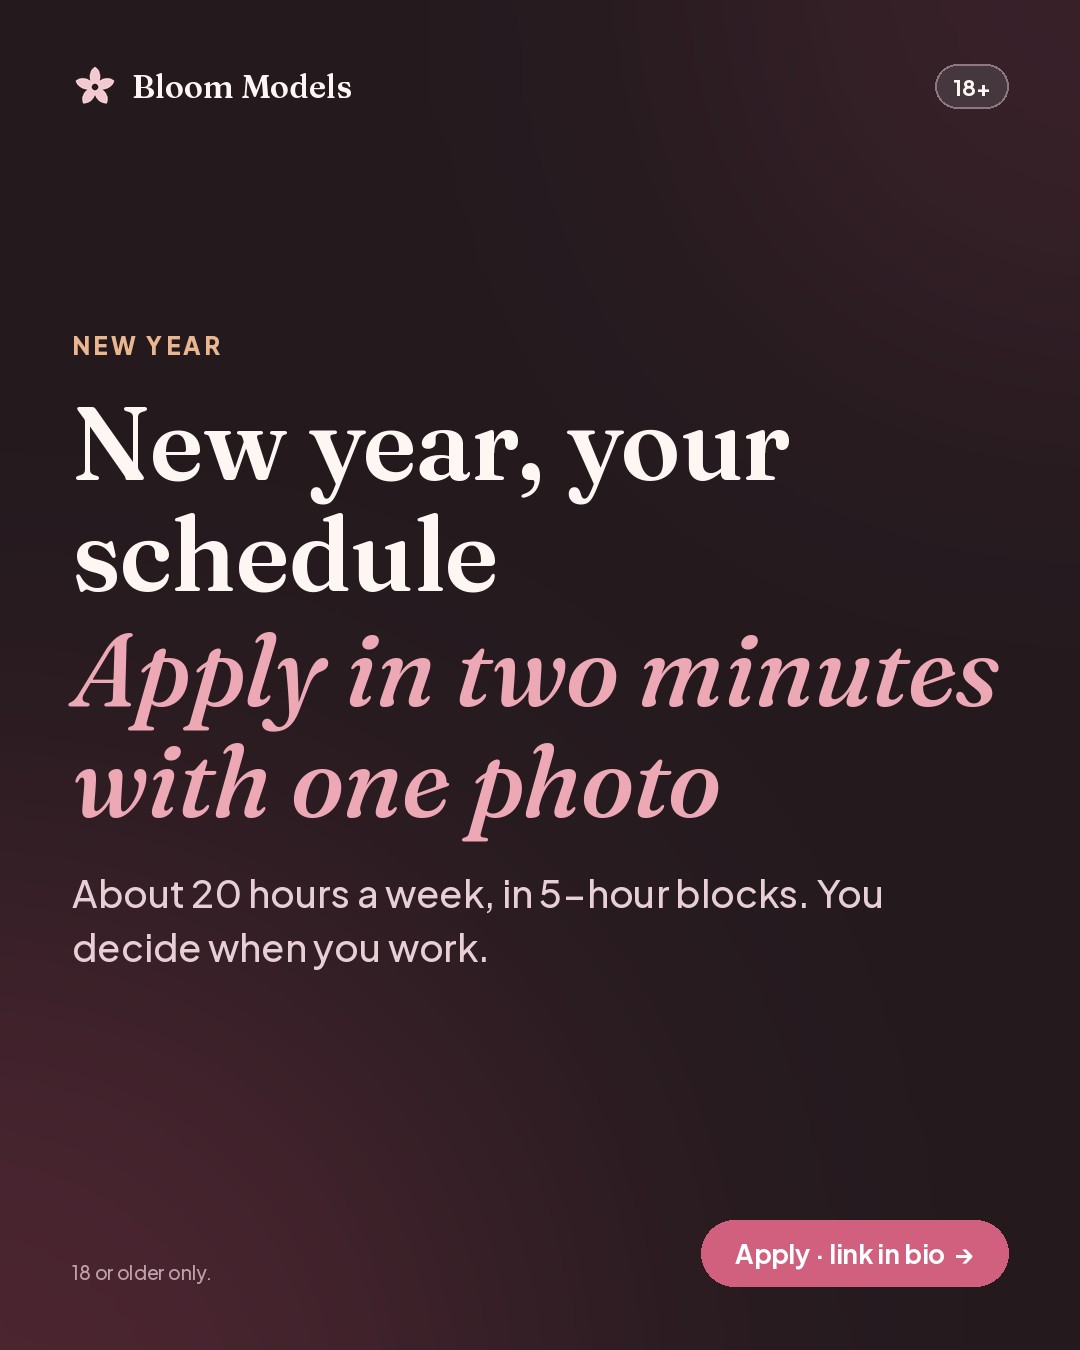 Bloom Models
18+
NEW YEAR
New year, your
schedule
Apply in two minutes
with one photo
About 20 hours a week, in 5–hour blocks. You
decide when you work.
18 or older only.
Apply · link in bio →